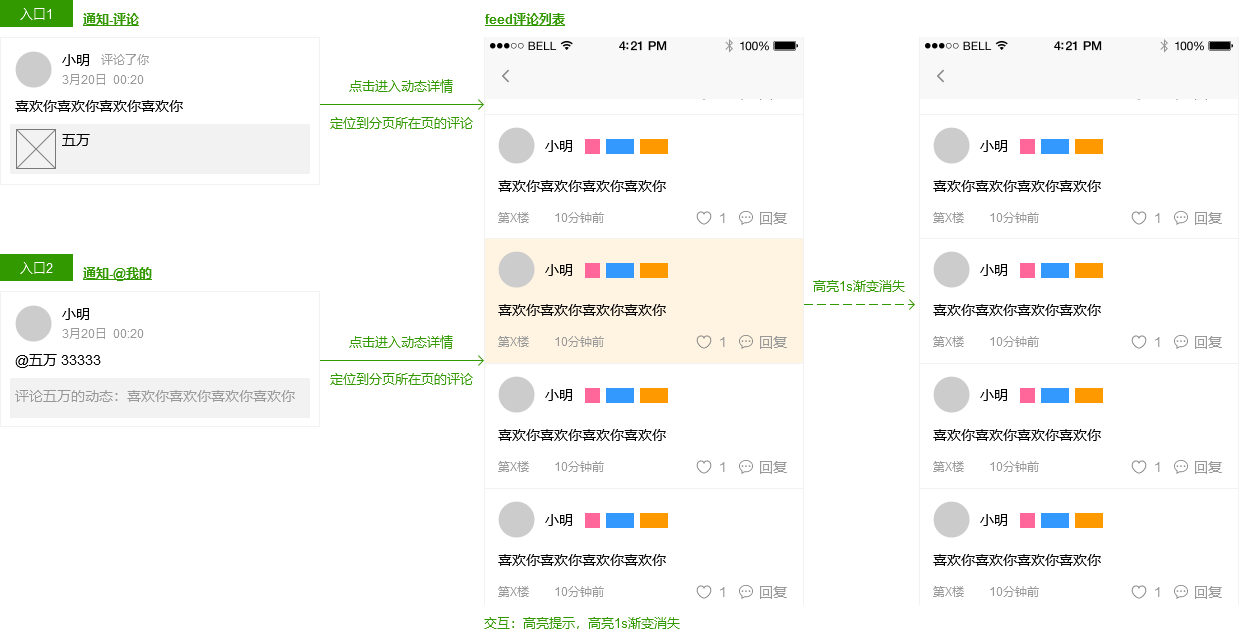 入口1
通知-评论
小明 评论了你
3月20日 00:20
喜欢你喜欢你喜欢你喜欢你
五万
点击进入动态详情
定位到分页所在页的评论
入口2
通知-@我的
小明
3月20日 00:20
@五万 33333
评论五万的动态：喜欢你喜欢你喜欢你喜欢你
点击进入动态详情
定位到分页所在页的评论
feed评论列表
BELL 4:21 PM 100%
小明
喜欢你喜欢你喜欢你喜欢你
第X楼 10分钟前 1 回复
小明
喜欢你喜欢你喜欢你喜欢你
第X楼 10分钟前 1 回复
小明
喜欢你喜欢你喜欢你喜欢你
第X楼 10分钟前 1 回复
小明
喜欢你喜欢你喜欢你喜欢你
第X楼 10分钟前 1 回复
交互：高亮提示，高亮1s渐变消失
高亮1s渐变消失
BELL 4:21 PM 100%
小明
喜欢你喜欢你喜欢你喜欢你
第X楼 10分钟前 1 回复
小明
喜欢你喜欢你喜欢你喜欢你
第X楼 10分钟前 1 回复
小明
喜欢你喜欢你喜欢你喜欢你
第X楼 10分钟前 1 回复
小明
喜欢你喜欢你喜欢你喜欢你
第X楼 10分钟前 1 回复